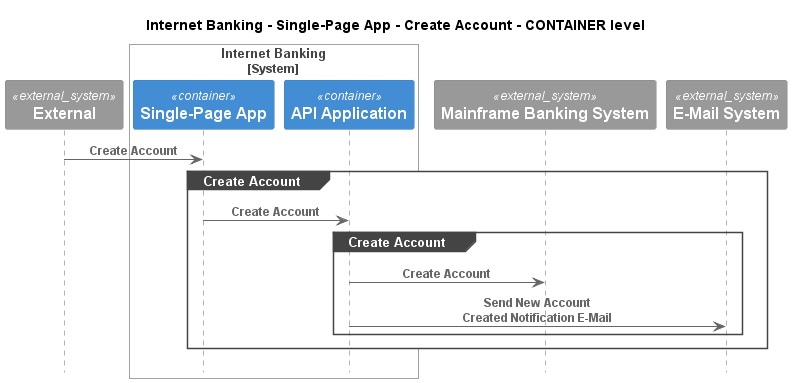 Internet Banking - Single-Page App - Create Account - CONTAINER level
Internet Banking
[System]
«external_system»
External
«container»
Single-Page App
«container»
API Application
«external_system»
Mainframe Banking System
«external_system»
E-Mail System
Create Account
Create Account
Create Account
Create Account
Create Account
Send New Account
Created Notification E-Mail